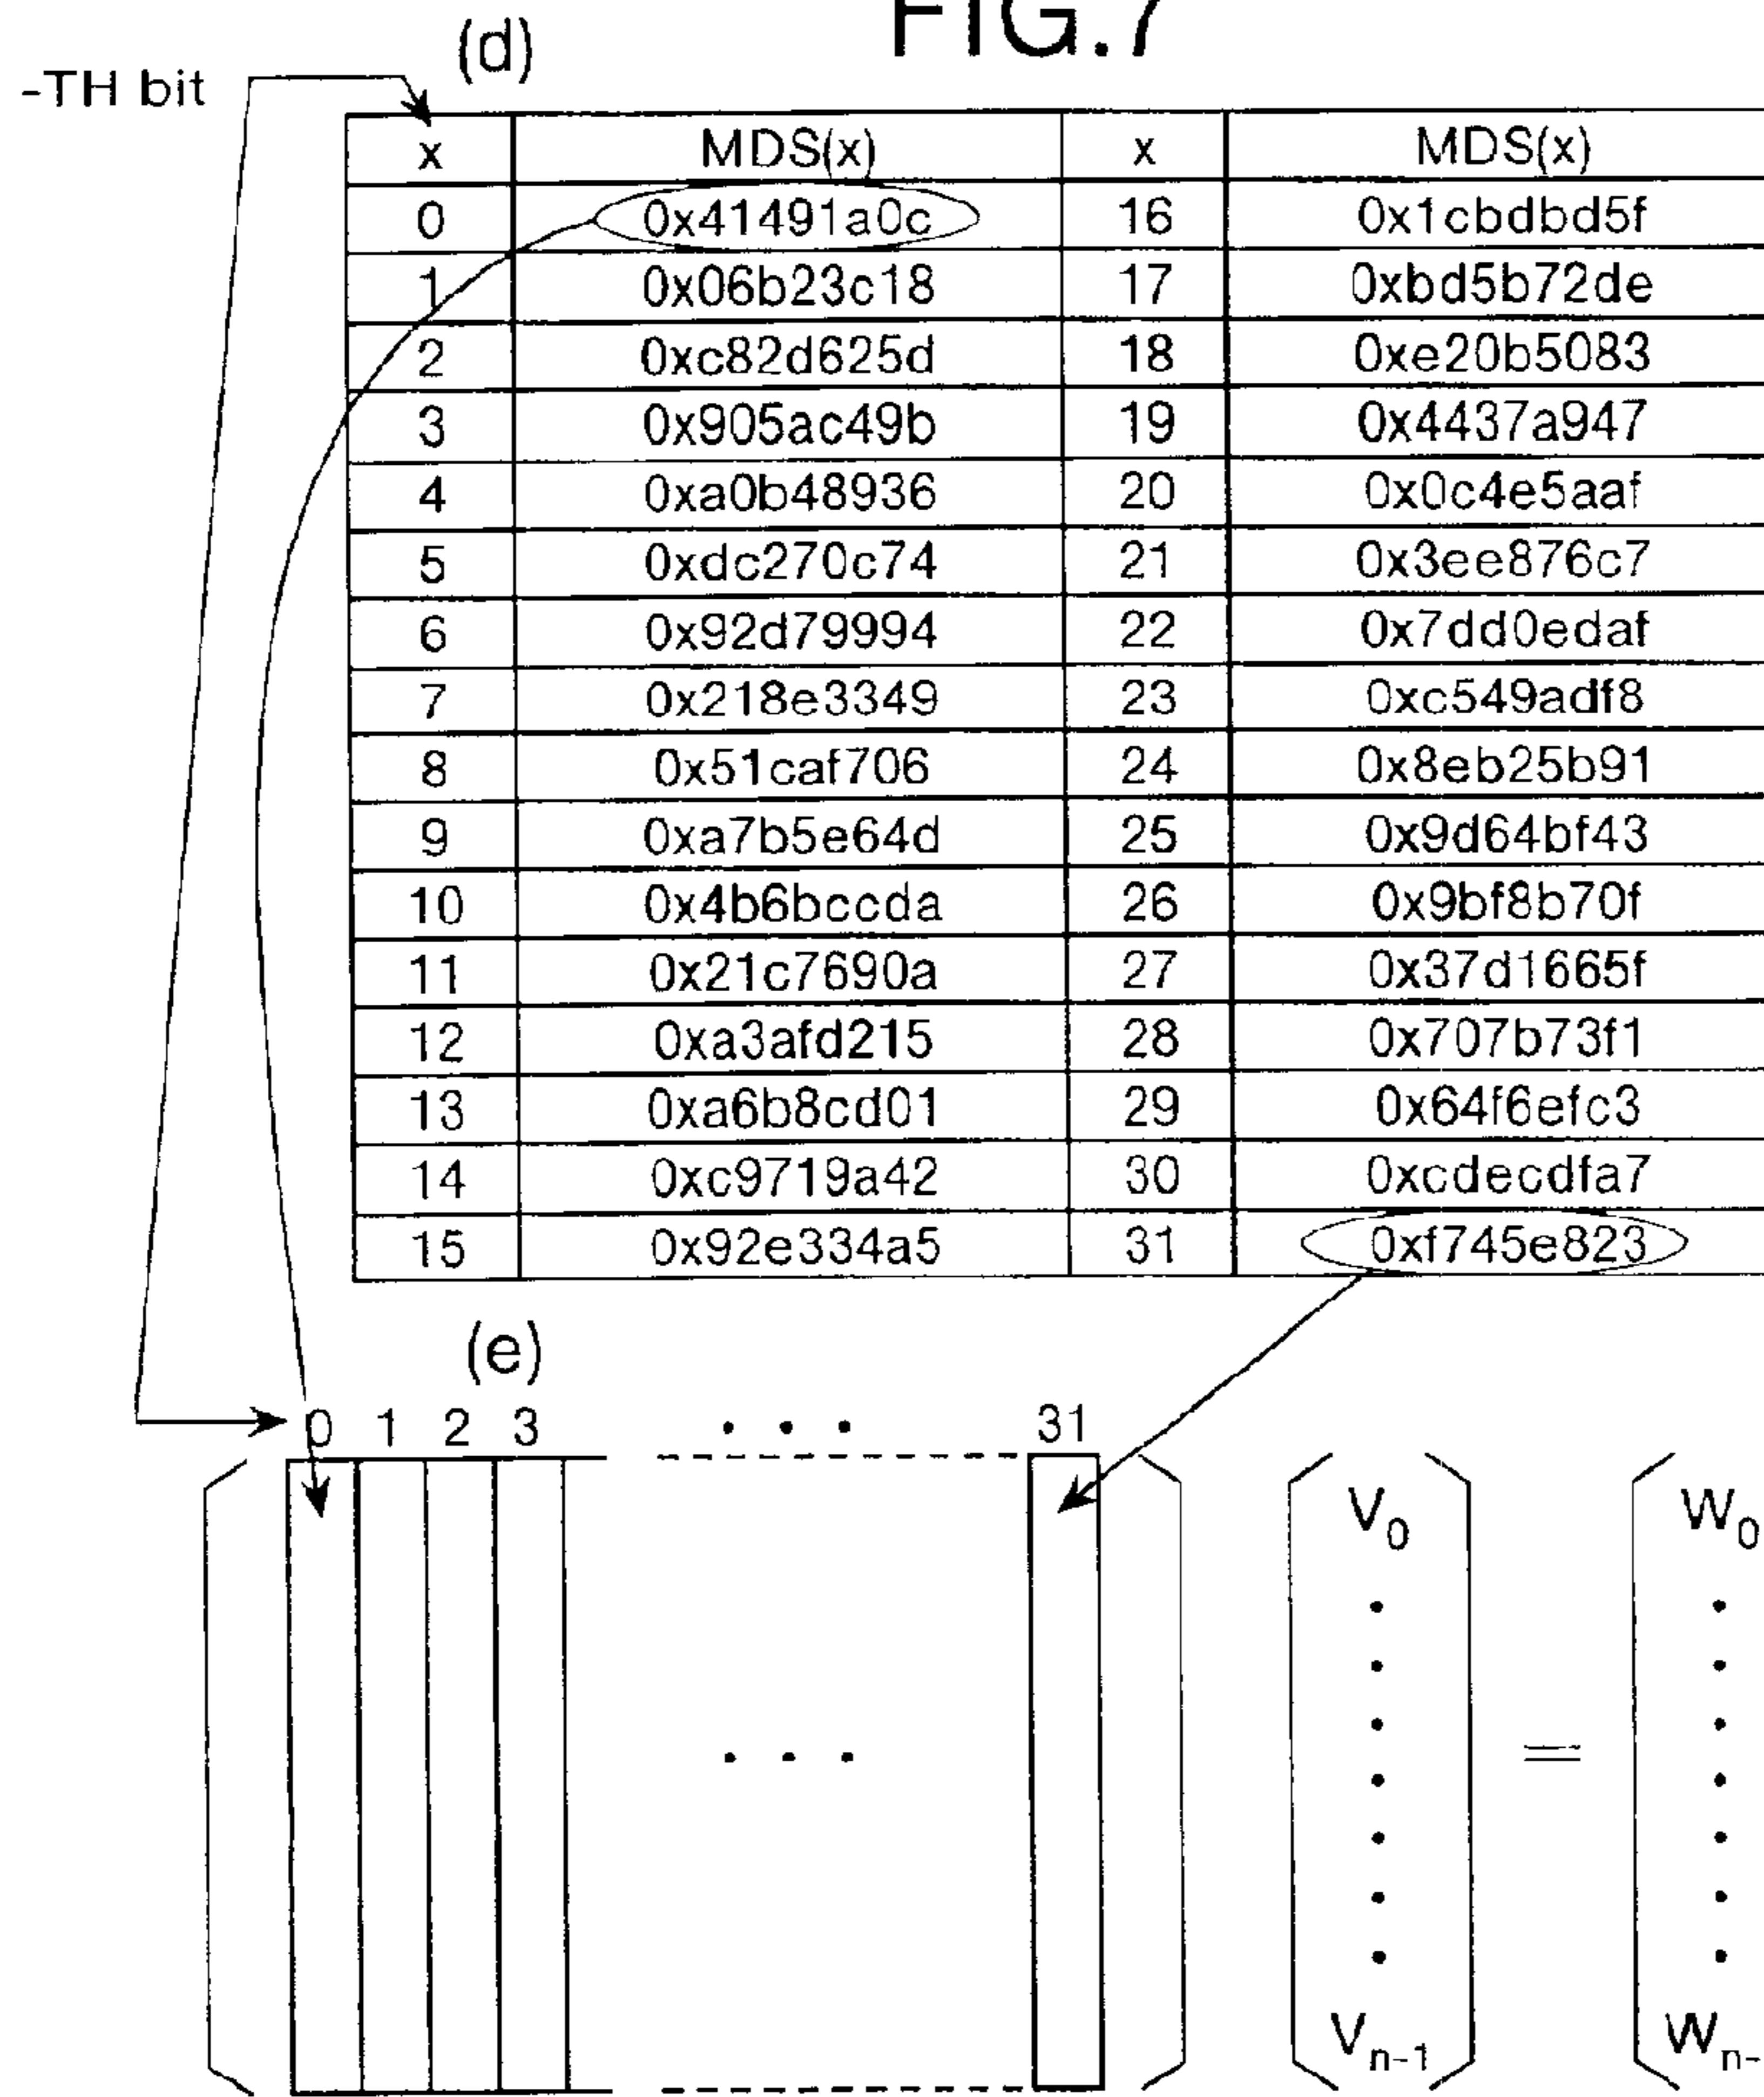 FIG.7
(d)
-TH bit
x MDS(x) x MDS(x)
0 0x41491a0c 16 0x1cbdbd5f
1 0x06b23c18 17 0xbd5b72de
2 0xc82d625d 18 0xe20b5083
3 0x905ac49b 19 0x4437a947
4 0xa0b48936 20 0x0c4e5aaf
5 0xdc270c74 21 0x3ee876c7
6 0x92d79994 22 0x7dd0edaf
7 0x218e3349 23 0xc549adf8
8 0x51caf706 24 0x8eb25b91
9 0xa7b5e64d 25 0x9d64bf43
10 0x4b6bccda 26 0x9bf8b70f
11 0x21c7690a 27 0x37d1665f
12 0xa3afd215 28 0x707b73f1
13 0xa6b8cd01 29 0x64f6efc3
14 0xc9719a42 30 0xcdecdfa7
15 0x92e334a5 31 0xf745e823
(e)
0 1 2 3 • • • 31
V0 W0
• • • =
Vn-1 Wn-